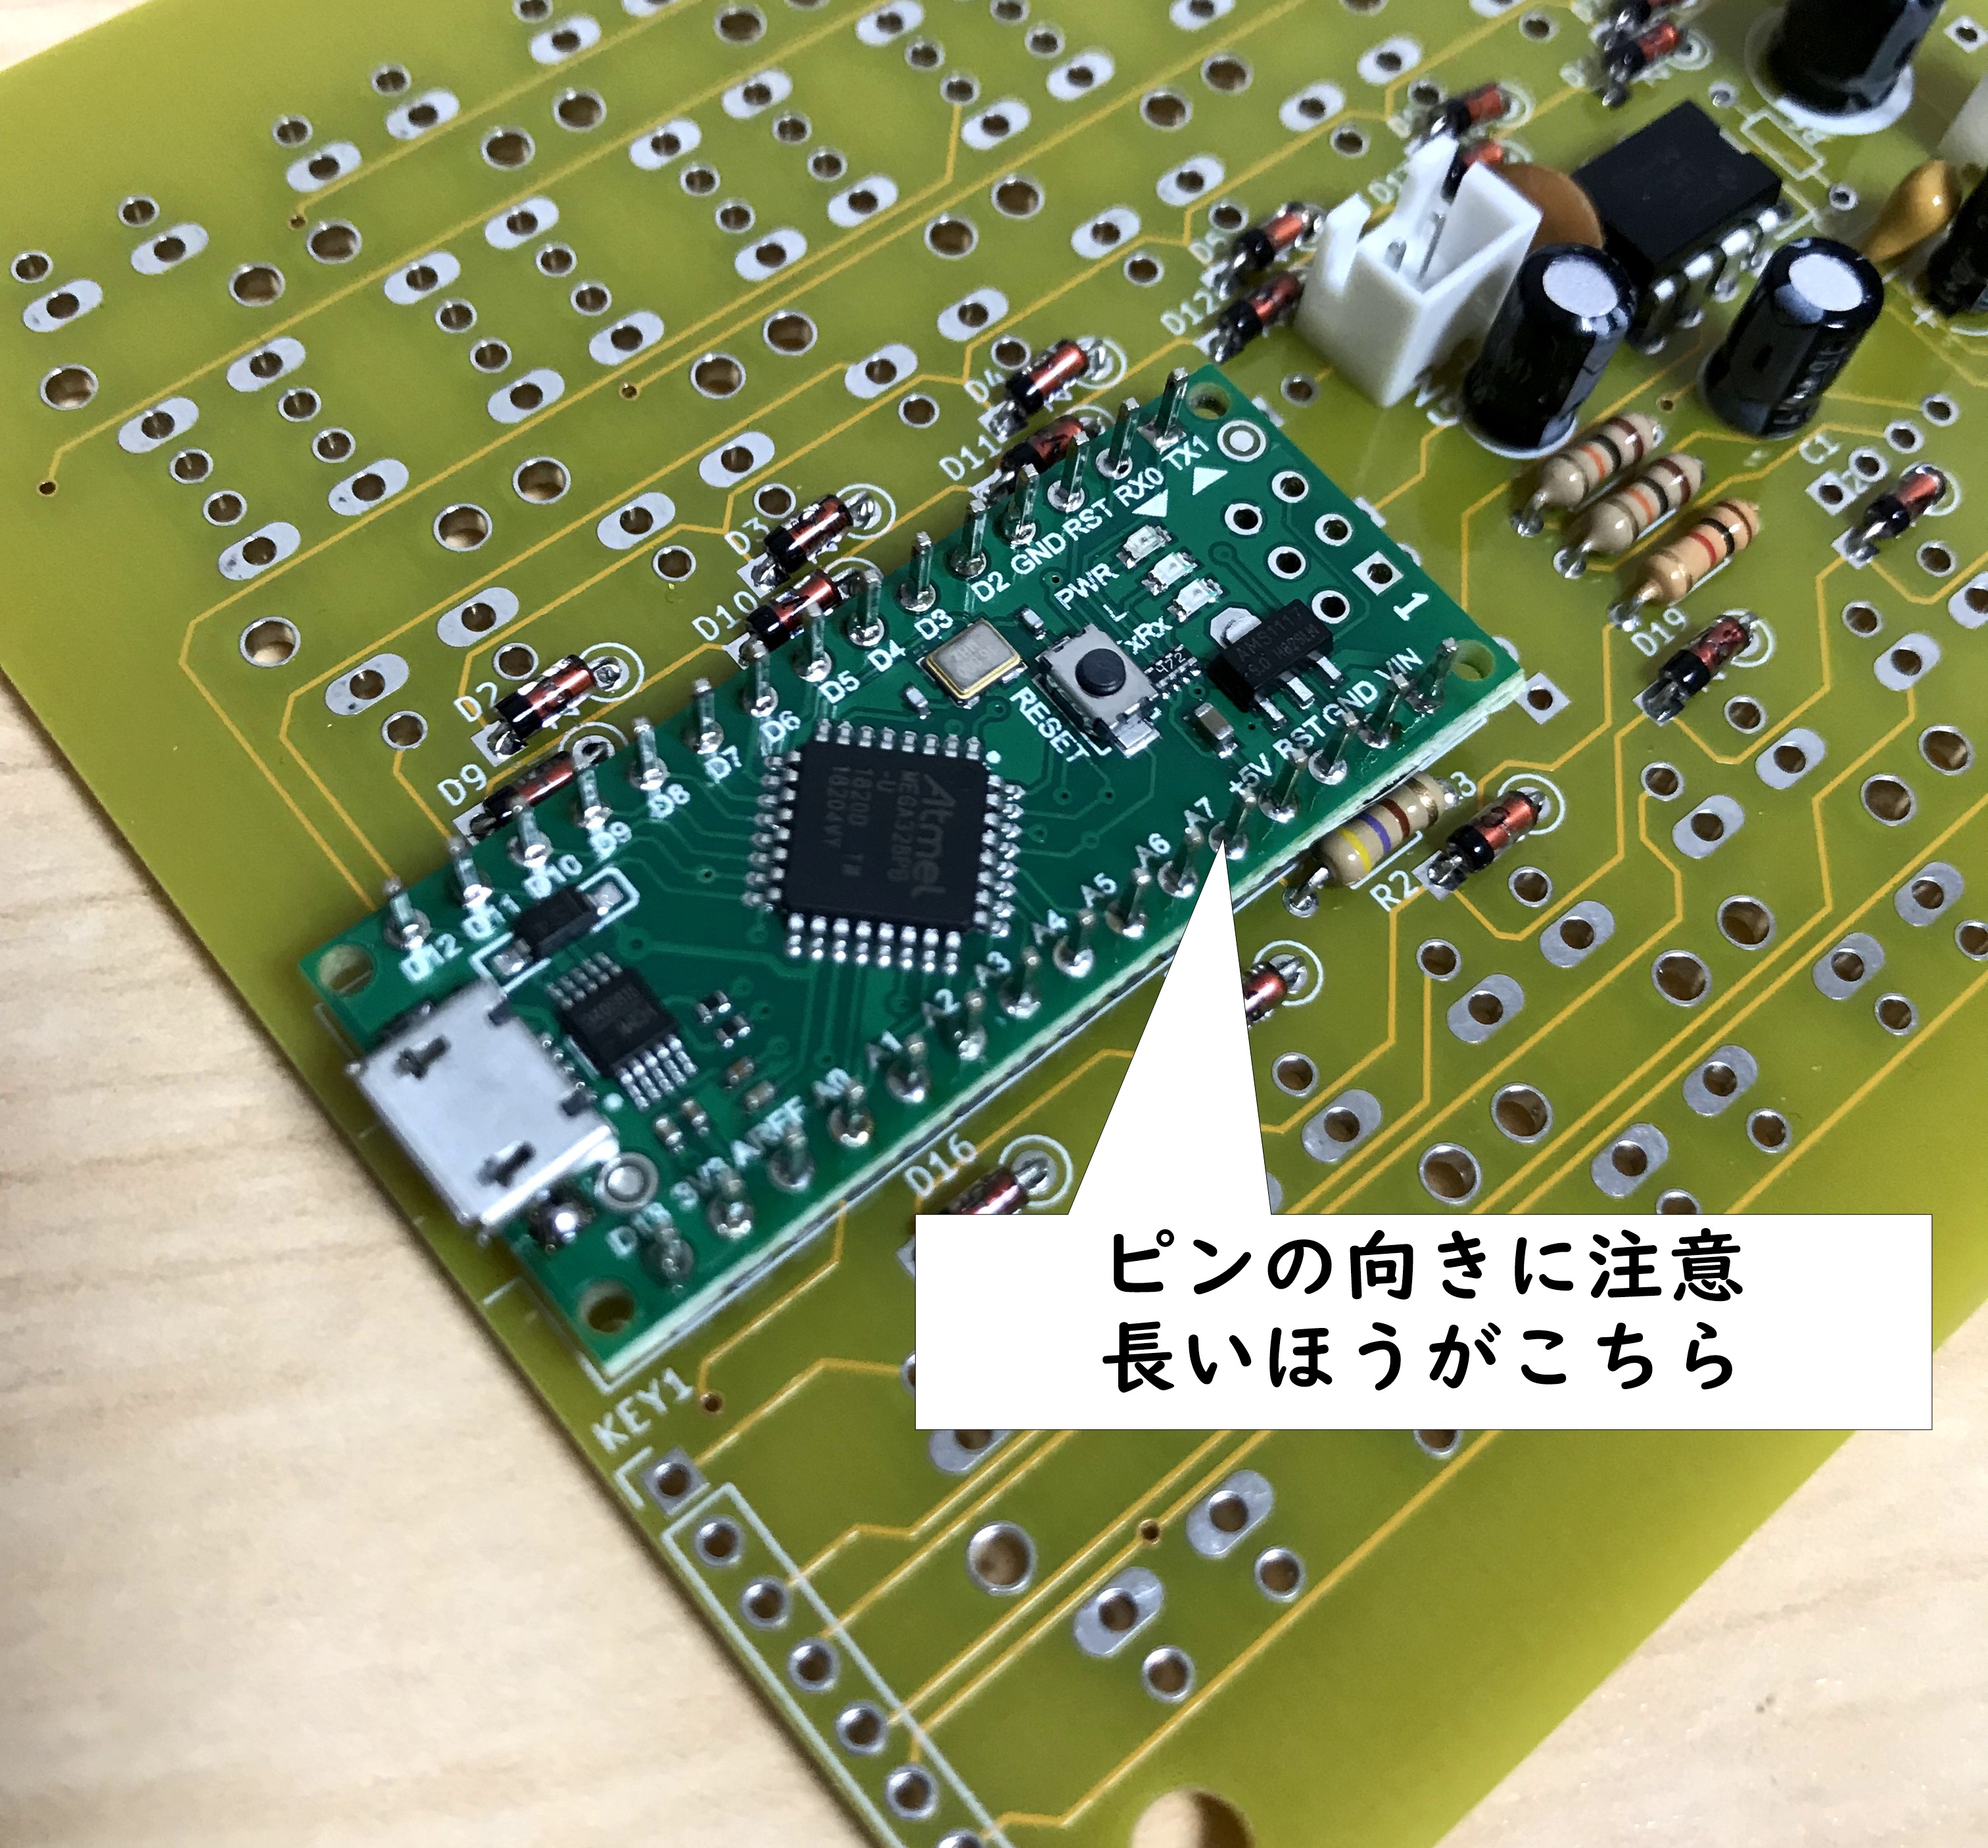 D4
D11
D12
D3
D10
D2
D9
TX1
RX0
RST
GND
D2
D3
D4
D5
D6
D7
D8
D9
D10
D11
D12
PWR
L
RESET
1
VIN
GND
RST
+5V
A7
A6
A5
A4
A3
A2
A1
A0
AREF
3V3
D13
Atmel
MEGA328PB
-U
AMS1117
C1
D19
R2
D16
KEY1
ピンの向きに注意
長いほうがこちら